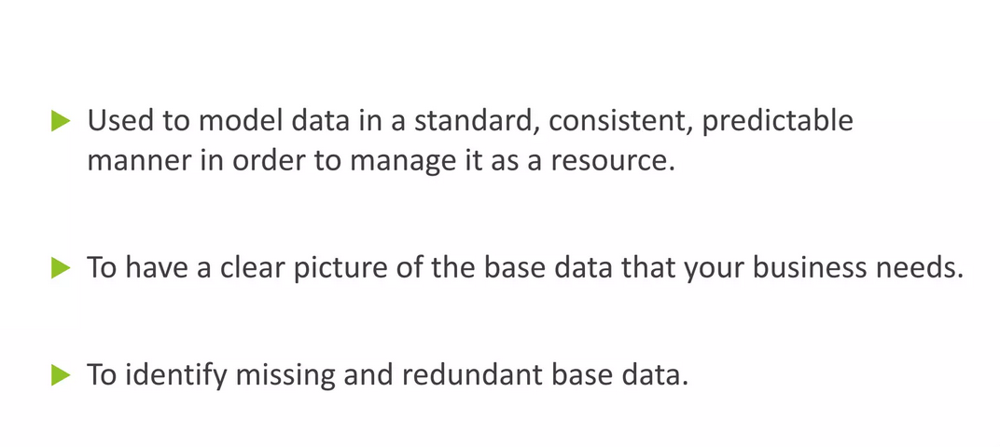 Used to model data in a standard, consistent, predictable
manner in order to manage it as a resource.
To have a clear picture of the base data that your business needs.
To identify missing and redundant base data.